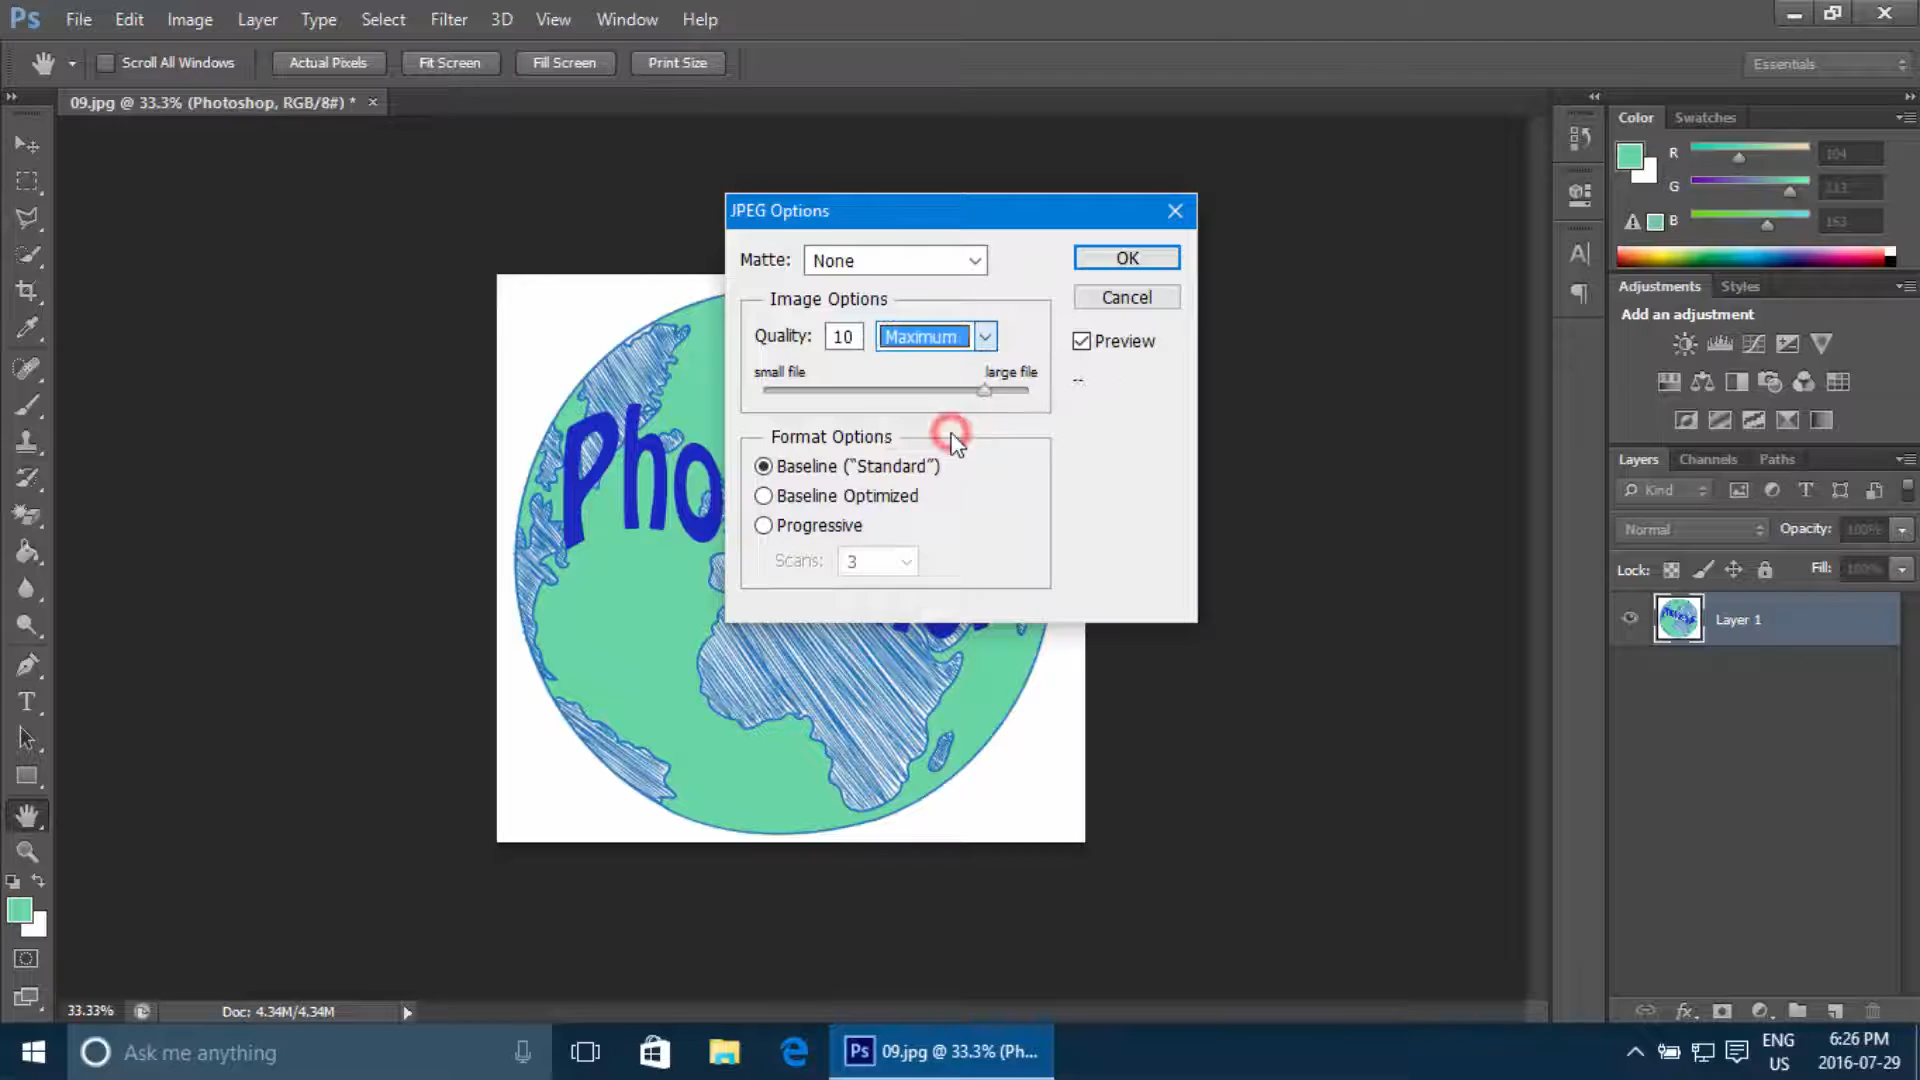 Ps File Edit Image Layer Type Select Filter 3D View Window Help
Scroll All Windows Actual Pixels Fit Screen Fill Screen Print Size Essentials
09.jpg @ 33.3% (Photoshop, RGB/8#) * ×
JPEG Options
Matte: None
OK
Image Options
Cancel
Quality: 10 Maximum
Preview
small file large file
--
Format Options
Baseline ("Standard")
Baseline Optimized
Progressive
Scans: 3
Pho
Color Swatches
R
G
B
Adjustments Styles
Add an adjustment
Layers Channels Paths
Kind
Normal Opacity: 100%
Lock: Fill: 100%
Layer 1
33.33% Doc: 4.34M/4.34M
Ask me anything
Ps 09.jpg @ 33.3% (Ph...
ENG
US
6:26 PM
2016-07-29